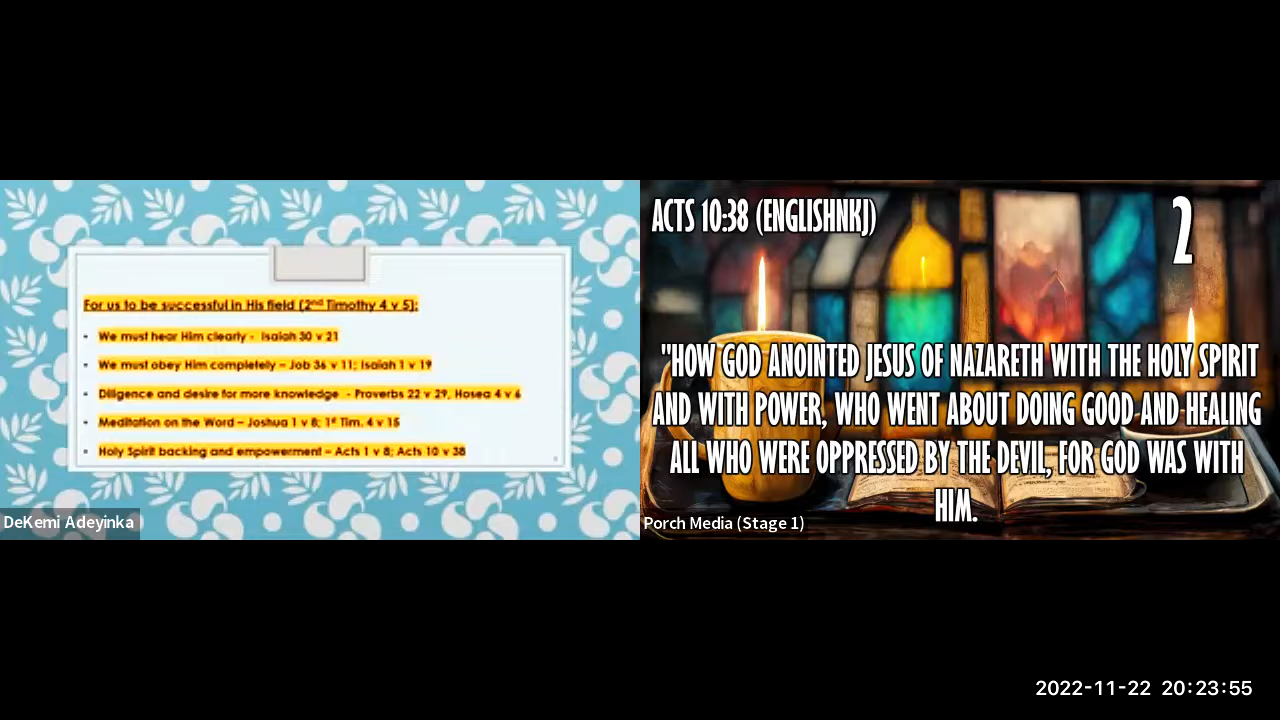 For us to be successful in His field (2nd Timothy 4 v 5):
• We must hear Him clearly - Isaiah 30 v 21
• We must obey Him completely – Job 36 v 11; Isaiah 1 v 19
• Diligence and desire for more knowledge - Proverbs 22 v 29, Hosea 4 v 6
• Meditation on the Word – Joshua 1 v 8; 1st Tim. 4 v 15
• Holy Spirit backing and empowerment – Acts 1 v 8; Acts 10 v 38
DeKemi Adeyinka
ACTS 10:38 (ENGLISHNKJ)
2
"HOW GOD ANOINTED JESUS OF NAZARETH WITH THE HOLY SPIRIT
AND WITH POWER, WHO WENT ABOUT DOING GOOD AND HEALING
ALL WHO WERE OPPRESSED BY THE DEVIL, FOR GOD WAS WITH
HIM.
Porch Media (Stage 1)
2022-11-22 20:23:55